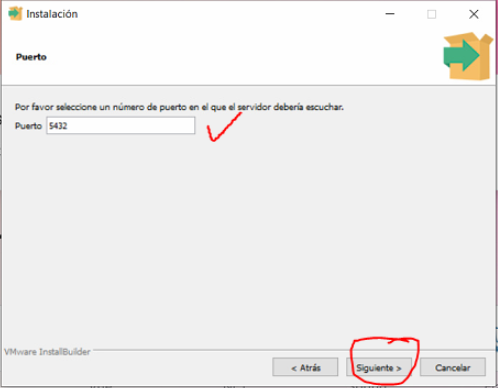 Instalación
Puerto
Por favor seleccione un número de puerto en el que el servidor debería escuchar.
Puerto 5432
VMware InstallBuilder
< Atrás Siguiente > Cancelar